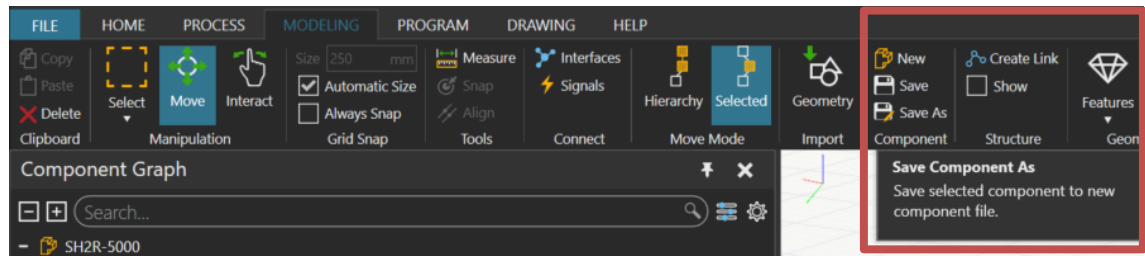 FILE HOME PROCESS MODELING PROGRAM DRAWING HELP
Copy
Paste
Delete
Clipboard
Select
Move
Interact
Manipulation
Size 250 mm
Automatic Size
Always Snap
Grid Snap
Measure
Snap
Align
Tools
Interfaces
Signals
Connect
Hierarchy
Selected
Move Mode
Geometry
Import
New
Save
Save As
Component
Create Link
Show
Structure
Features
Geom
Component Graph
Search...
SH2R-5000
Save Component As
Save selected component to new
component file.